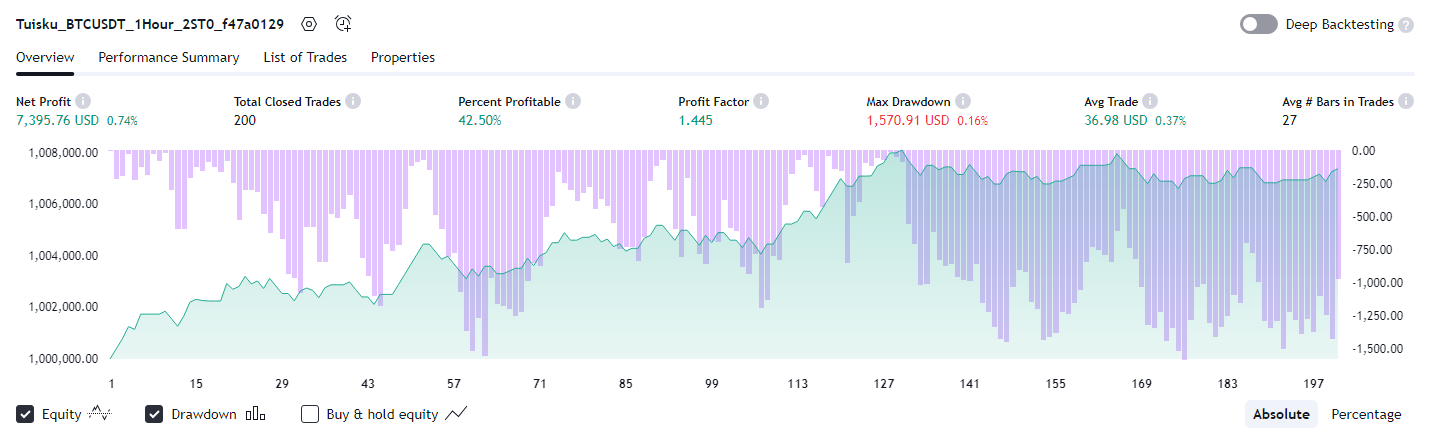 Tuisku_BTCUSDT_1Hour_2ST0_f47a0129 Deep Backtesting ?
Overview Performance Summary List of Trades Properties
Net Profit Total Closed Trades Percent Profitable Profit Factor Max Drawdown Avg Trade Avg # Bars in Trades
7,395.76 USD 0.74% 200 42.50% 1.445 1,570.91 USD 0.16% 36.98 USD 0.37% 27
1,008,000.00 0.00
-250.00
1,006,000.00 -500.00
1,004,000.00 -750.00
-1,000.00
1,002,000.00 -1,250.00
1,000,000.00 -1,500.00
1 15 29 43 57 71 85 99 113 127 141 155 169 183 197
Equity Drawdown Buy & hold equity Absolute Percentage